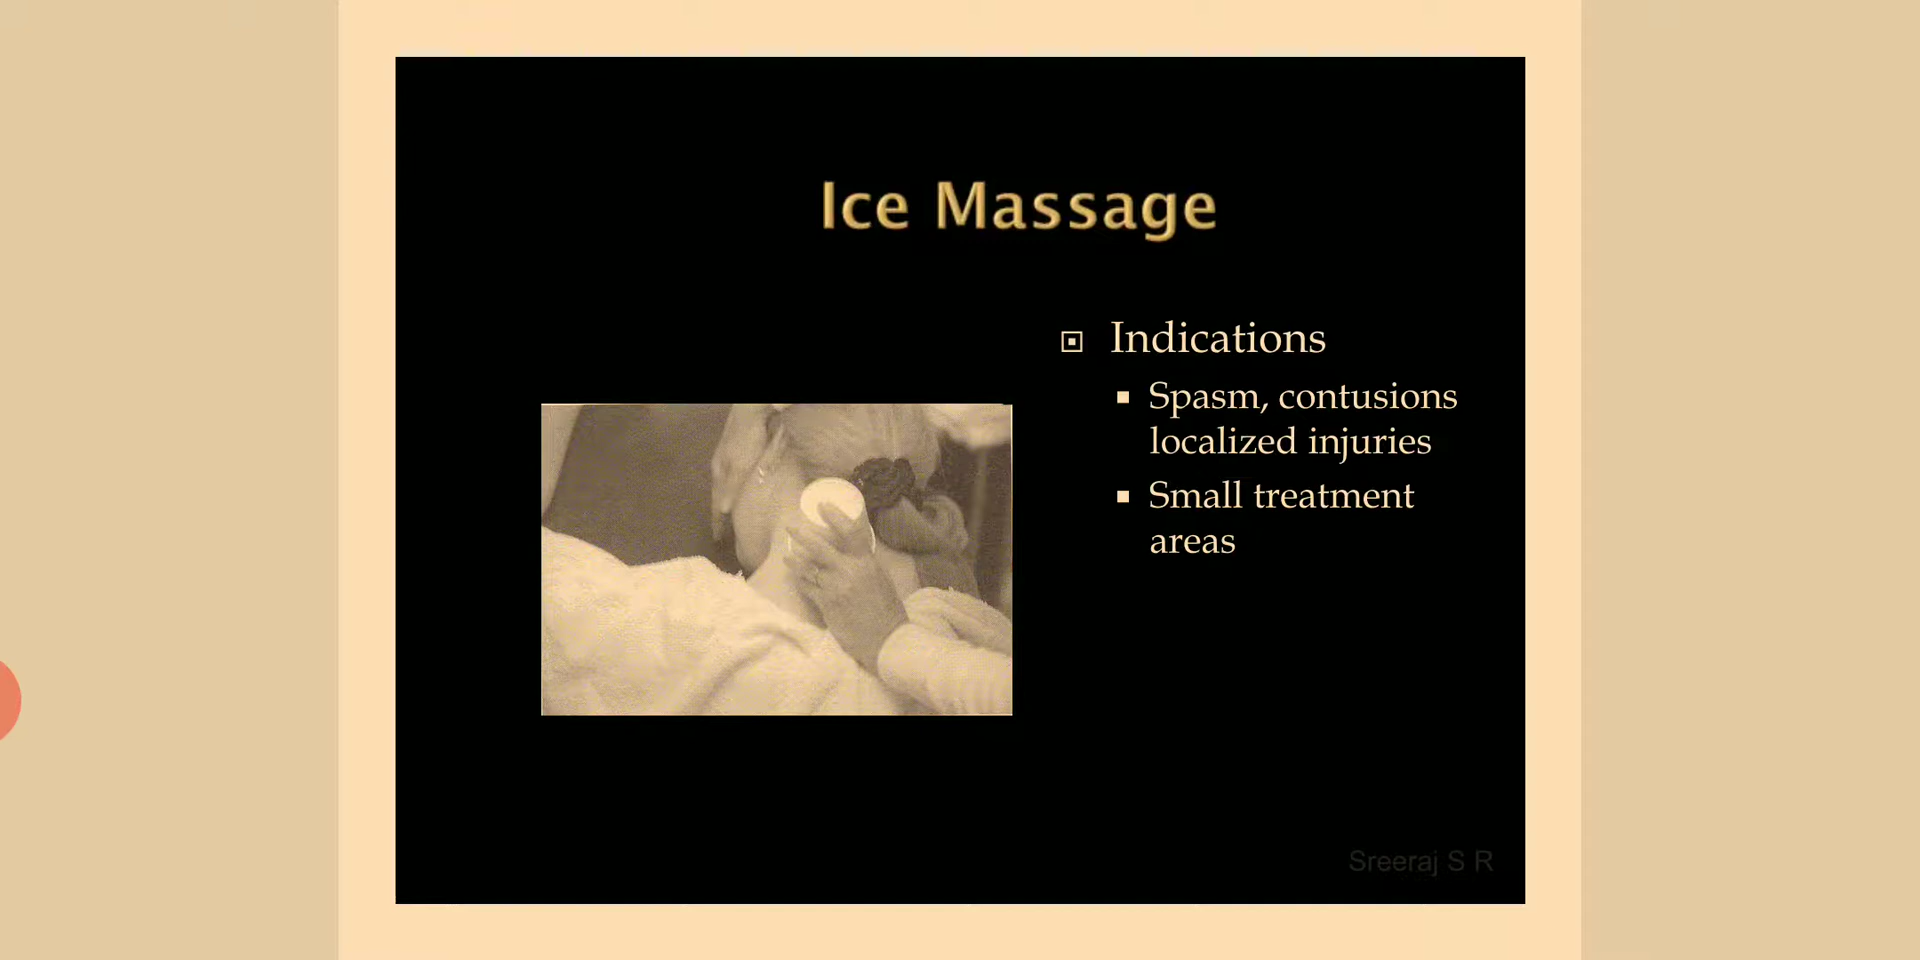 Ice Massage
Indications
Spasm, contusions
localized injuries
Small treatment
areas
Sreeraj S R